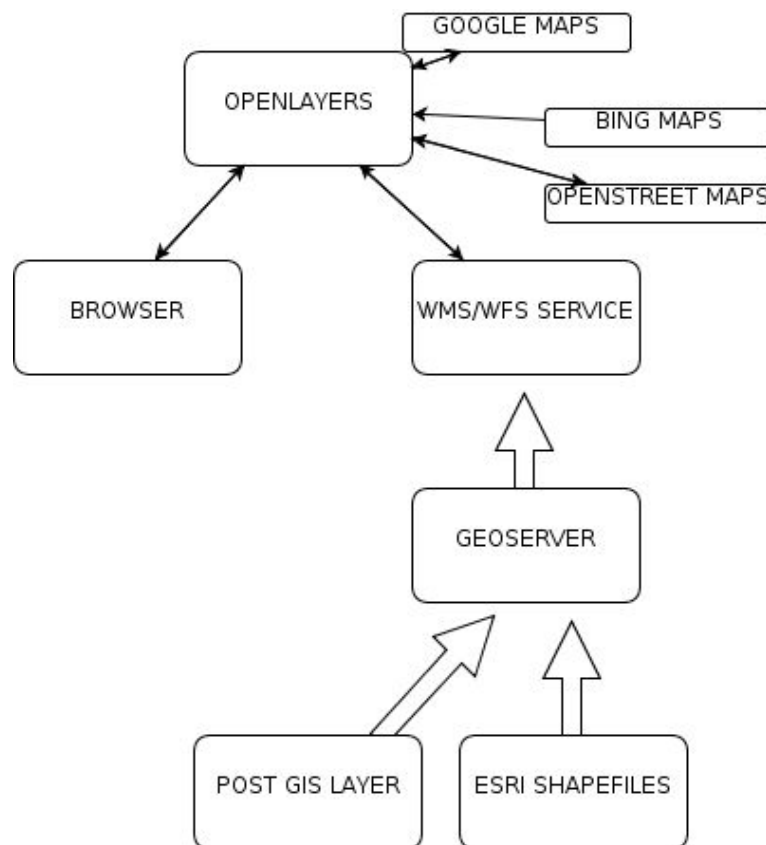 GOOGLE MAPS
OPENLAYERS
BING MAPS
OPENSTREET MAPS
BROWSER
WMS/WFS SERVICE
GEOSERVER
POST GIS LAYER
ESRI SHAPEFILES